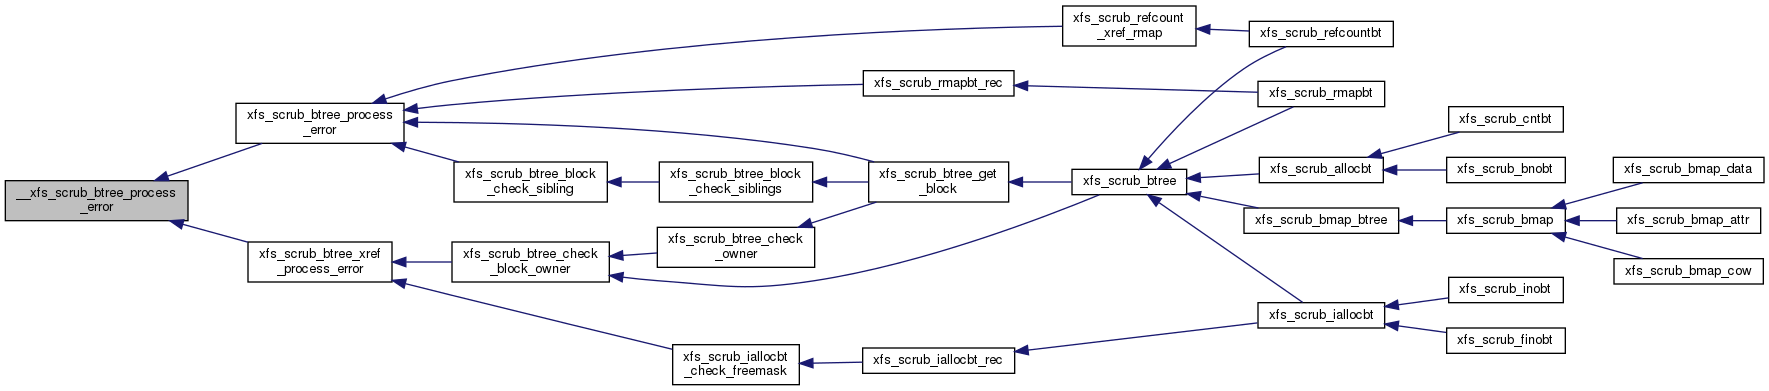 __xfs_scrub_btree_process
_error
xfs_scrub_btree_process
_error
xfs_scrub_btree_xref
_process_error
xfs_scrub_refcount
_xref_rmap
xfs_scrub_rmapbt_rec
xfs_scrub_btree_block
_check_sibling
xfs_scrub_btree_block
_check_siblings
xfs_scrub_btree_get
_block
xfs_scrub_btree_check
_block_owner
xfs_scrub_btree_check
_owner
xfs_scrub_iallocbt
_check_freemask
xfs_scrub_iallocbt_rec
xfs_scrub_btree
xfs_scrub_refcountbt
xfs_scrub_rmapbt
xfs_scrub_allocbt
xfs_scrub_bmap_btree
xfs_scrub_iallocbt
xfs_scrub_cntbt
xfs_scrub_bnobt
xfs_scrub_bmap
xfs_scrub_inobt
xfs_scrub_finobt
xfs_scrub_bmap_data
xfs_scrub_bmap_attr
xfs_scrub_bmap_cow